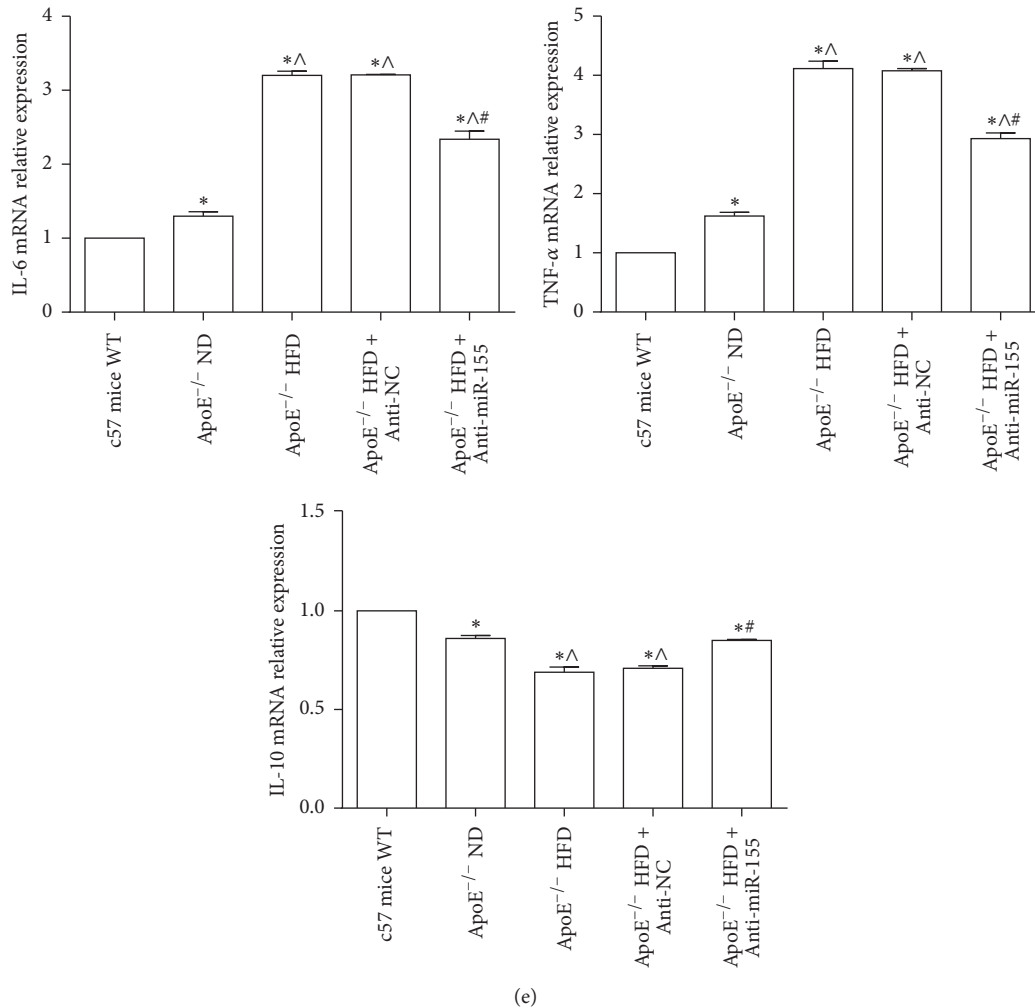 IL-6 mRNA relative expression
4
3
2
1
0
*
*^
*^
*^#
c57 mice WT
ApoE−/− ND
ApoE−/− HFD
ApoE−/− HFD +
Anti-NC
ApoE−/− HFD +
Anti-miR-155
TNF-α mRNA relative expression
5
4
3
2
1
0
*
*^
*^
*^#
c57 mice WT
ApoE−/− ND
ApoE−/− HFD
ApoE−/− HFD +
Anti-NC
ApoE−/− HFD +
Anti-miR-155
IL-10 mRNA relative expression
1.5
1.0
0.5
0.0
*
*^
*^
*#
c57 mice WT
ApoE−/− ND
ApoE−/− HFD
ApoE−/− HFD +
Anti-NC
ApoE−/− HFD +
Anti-miR-155
(e)